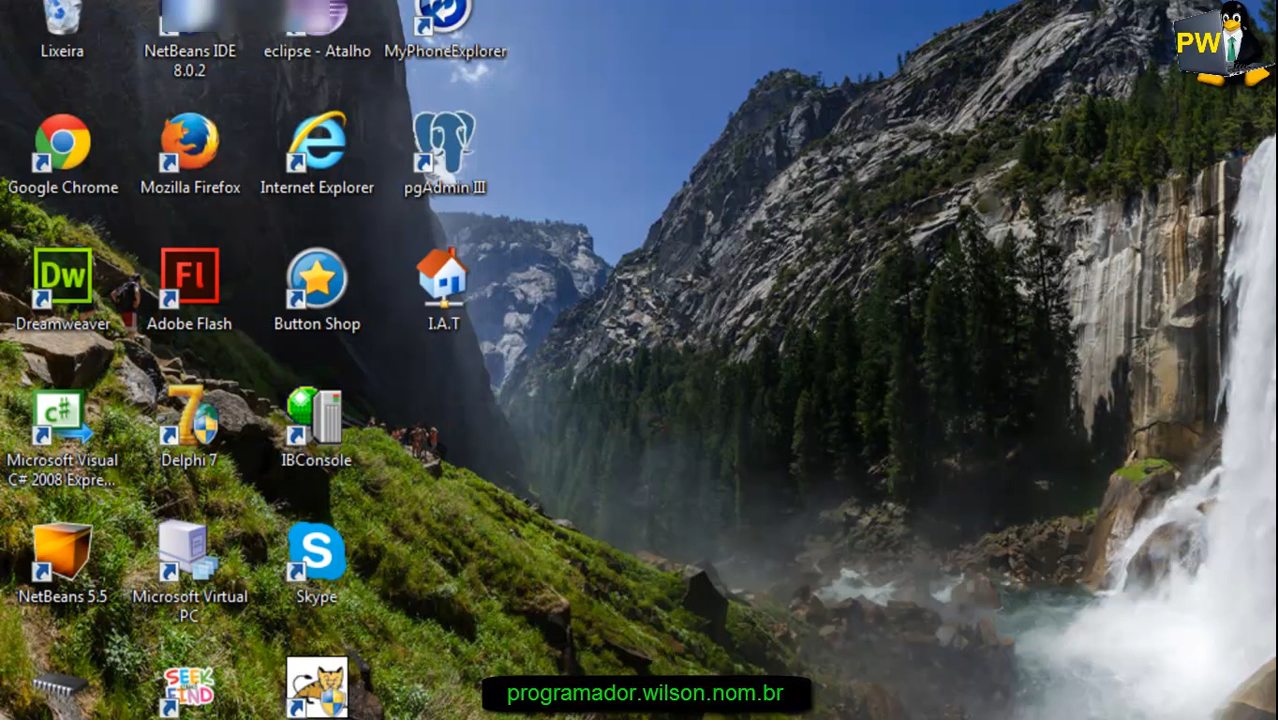 Lixeira
NetBeans IDE
8.0.2
eclipse - Atalho
MyPhoneExplorer
PW
Google Chrome
Mozilla Firefox
Internet Explorer
pgAdmin III
Dw
Dreamweaver
Fl
Adobe Flash
Button Shop
I.A.T
C#
Microsoft Visual
C# 2008 Expre...
7
Delphi 7
IBConsole
NetBeans 5.5
Microsoft Virtual
PC
S
Skype
SEEK
FIND
programador.wilson.nom.br